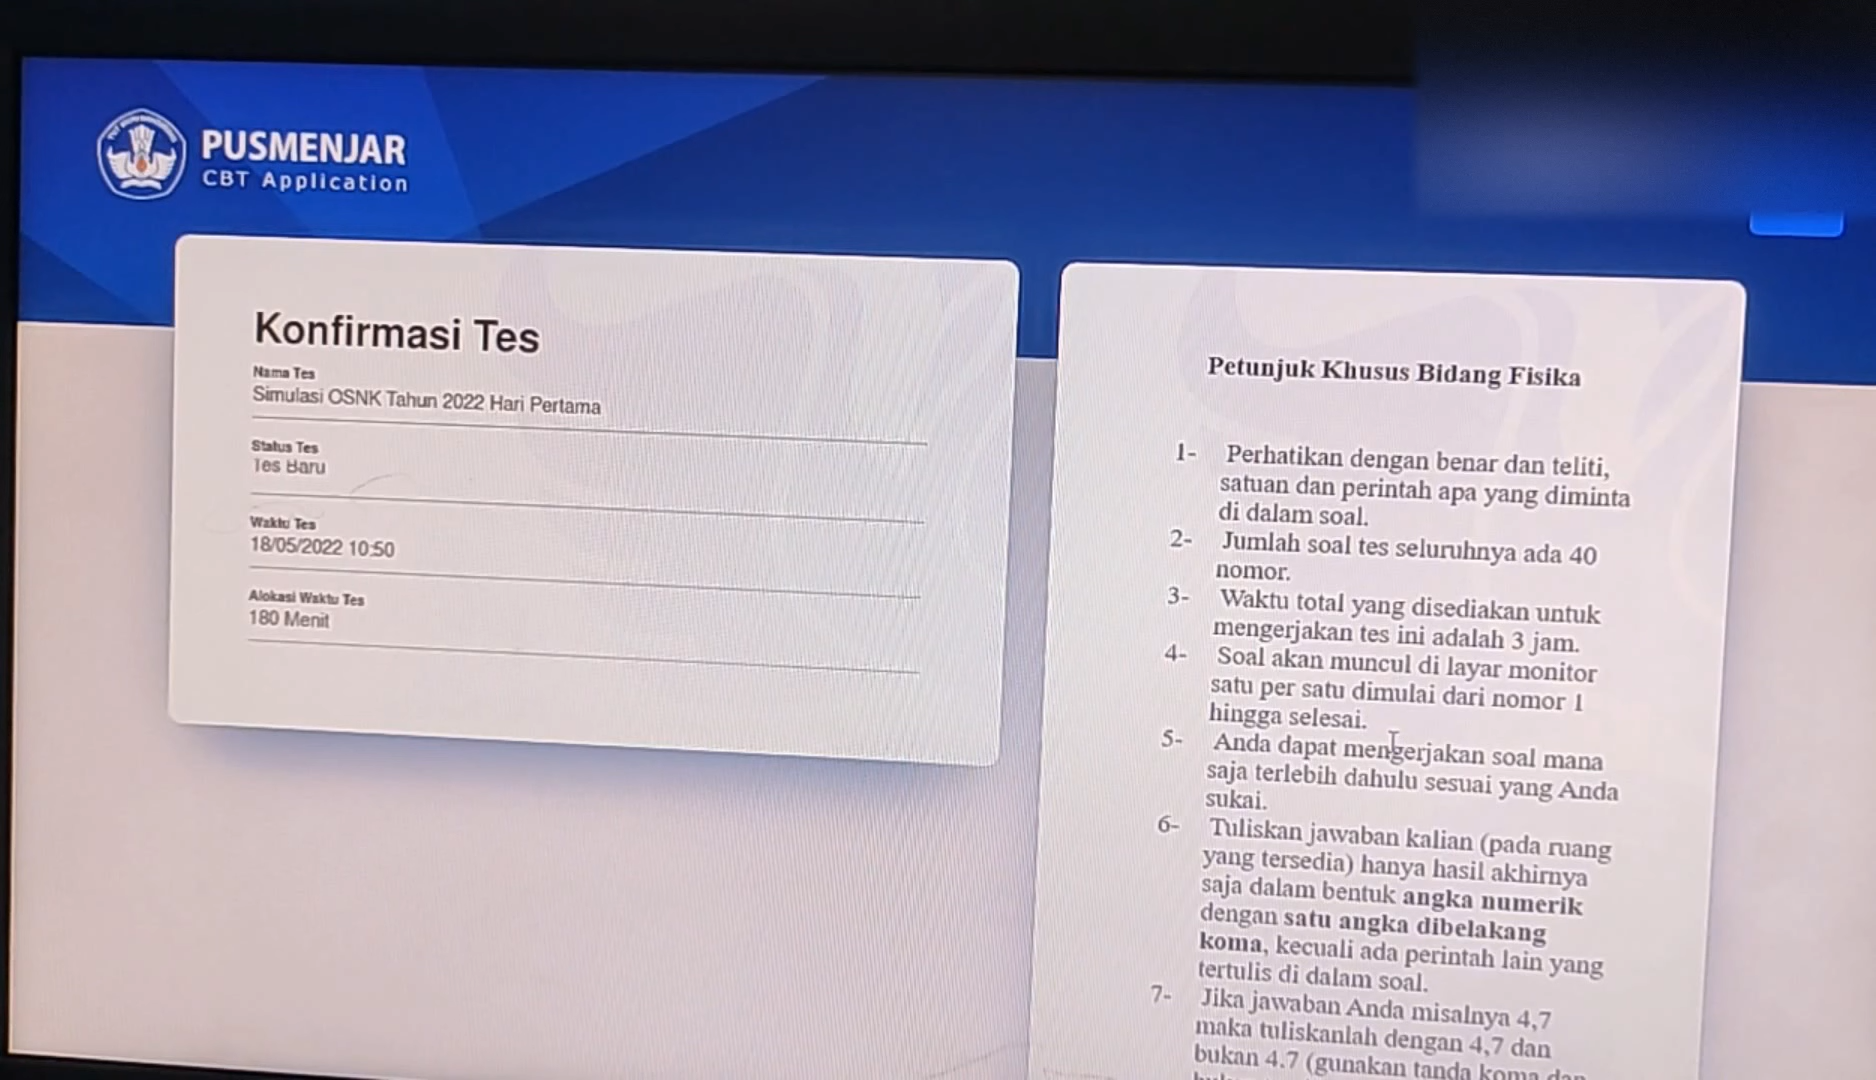 PUSMENJAR
CBT Application
Konfirmasi Tes
Nama Tes
Simulasi OSNK Tahun 2022 Hari Pertama
Status Tes
Tes Baru
Waktu Tes
18/05/2022 10:50
Alokasi Waktu Tes
180 Menit
Petunjuk Khusus Bidang Fisika
1- Perhatikan dengan benar dan teliti,
satuan dan perintah apa yang diminta
di dalam soal.
2- Jumlah soal tes seluruhnya ada 40
nomor.
3- Waktu total yang disediakan untuk
mengerjakan tes ini adalah 3 jam.
4- Soal akan muncul di layar monitor
satu per satu dimulai dari nomor 1
hingga selesai.
5- Anda dapat mengerjakan soal mana
saja terlebih dahulu sesuai yang Anda
sukai.
6- Tuliskan jawaban kalian (pada ruang
yang tersedia) hanya hasil akhirnya
saja dalam bentuk angka numerik
dengan satu angka dibelakang
koma, kecuali ada perintah lain yang
tertulis di dalam soal.
7- Jika jawaban Anda misalnya 4,7
maka tuliskanlah dengan 4,7 dan
bukan 4.7 (gunakan tanda koma dan